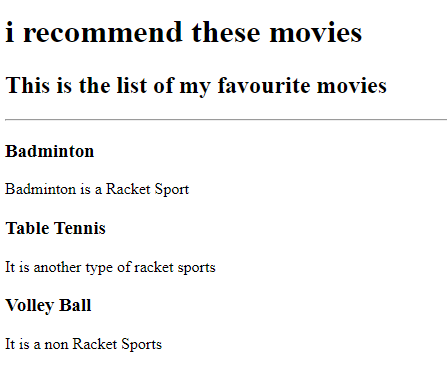 i recommend these movies
This is the list of my favourite movies
Badminton
Badminton is a Racket Sport
Table Tennis
It is another type of racket sports
Volley Ball
It is a non Racket Sports